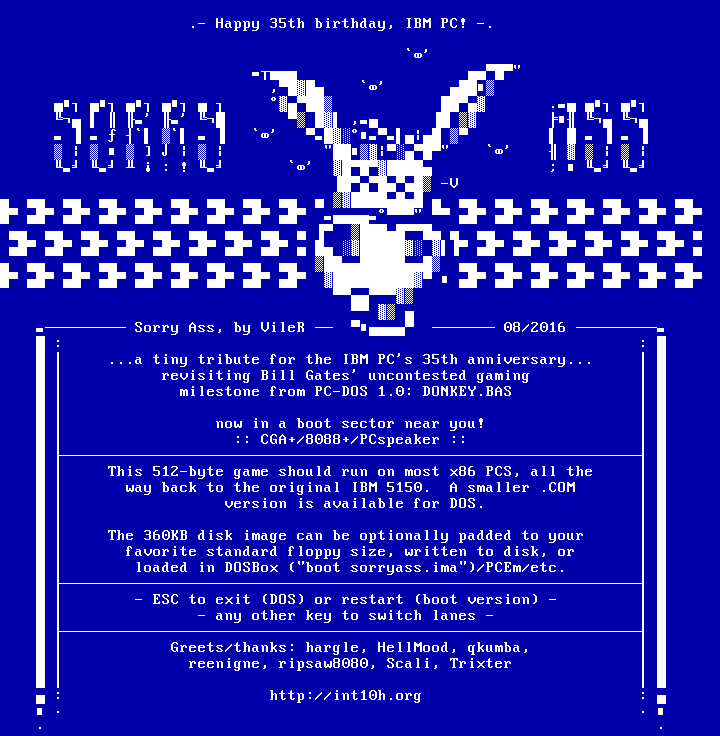 .- Happy 35th birthday, IBM PC! -.
Sorry Ass, by VileR — 08/2016
...a tiny tribute for the IBM PC's 35th anniversary...
revisiting Bill Gates' uncontested gaming
milestone from PC-DOS 1.0: DONKEY.BAS
now in a boot sector near you!
:: CGA+/8088+/PCspeaker ::
This 512-byte game should run on most x86 PCS, all the
way back to the original IBM 5150.  A smaller .COM
version is available for DOS.
The 360KB disk image can be optionally padded to your
favorite standard floppy size, written to disk, or
loaded in DOSBox ("boot sorryass.ima")/PCEm/etc.
- ESC to exit (DOS) or restart (boot version) -
- any other key to switch lanes -
Greets/thanks: hargle, HellMood, qkumba,
reenigne, ripsaw8080, Scali, Trixter
http://int10h.org